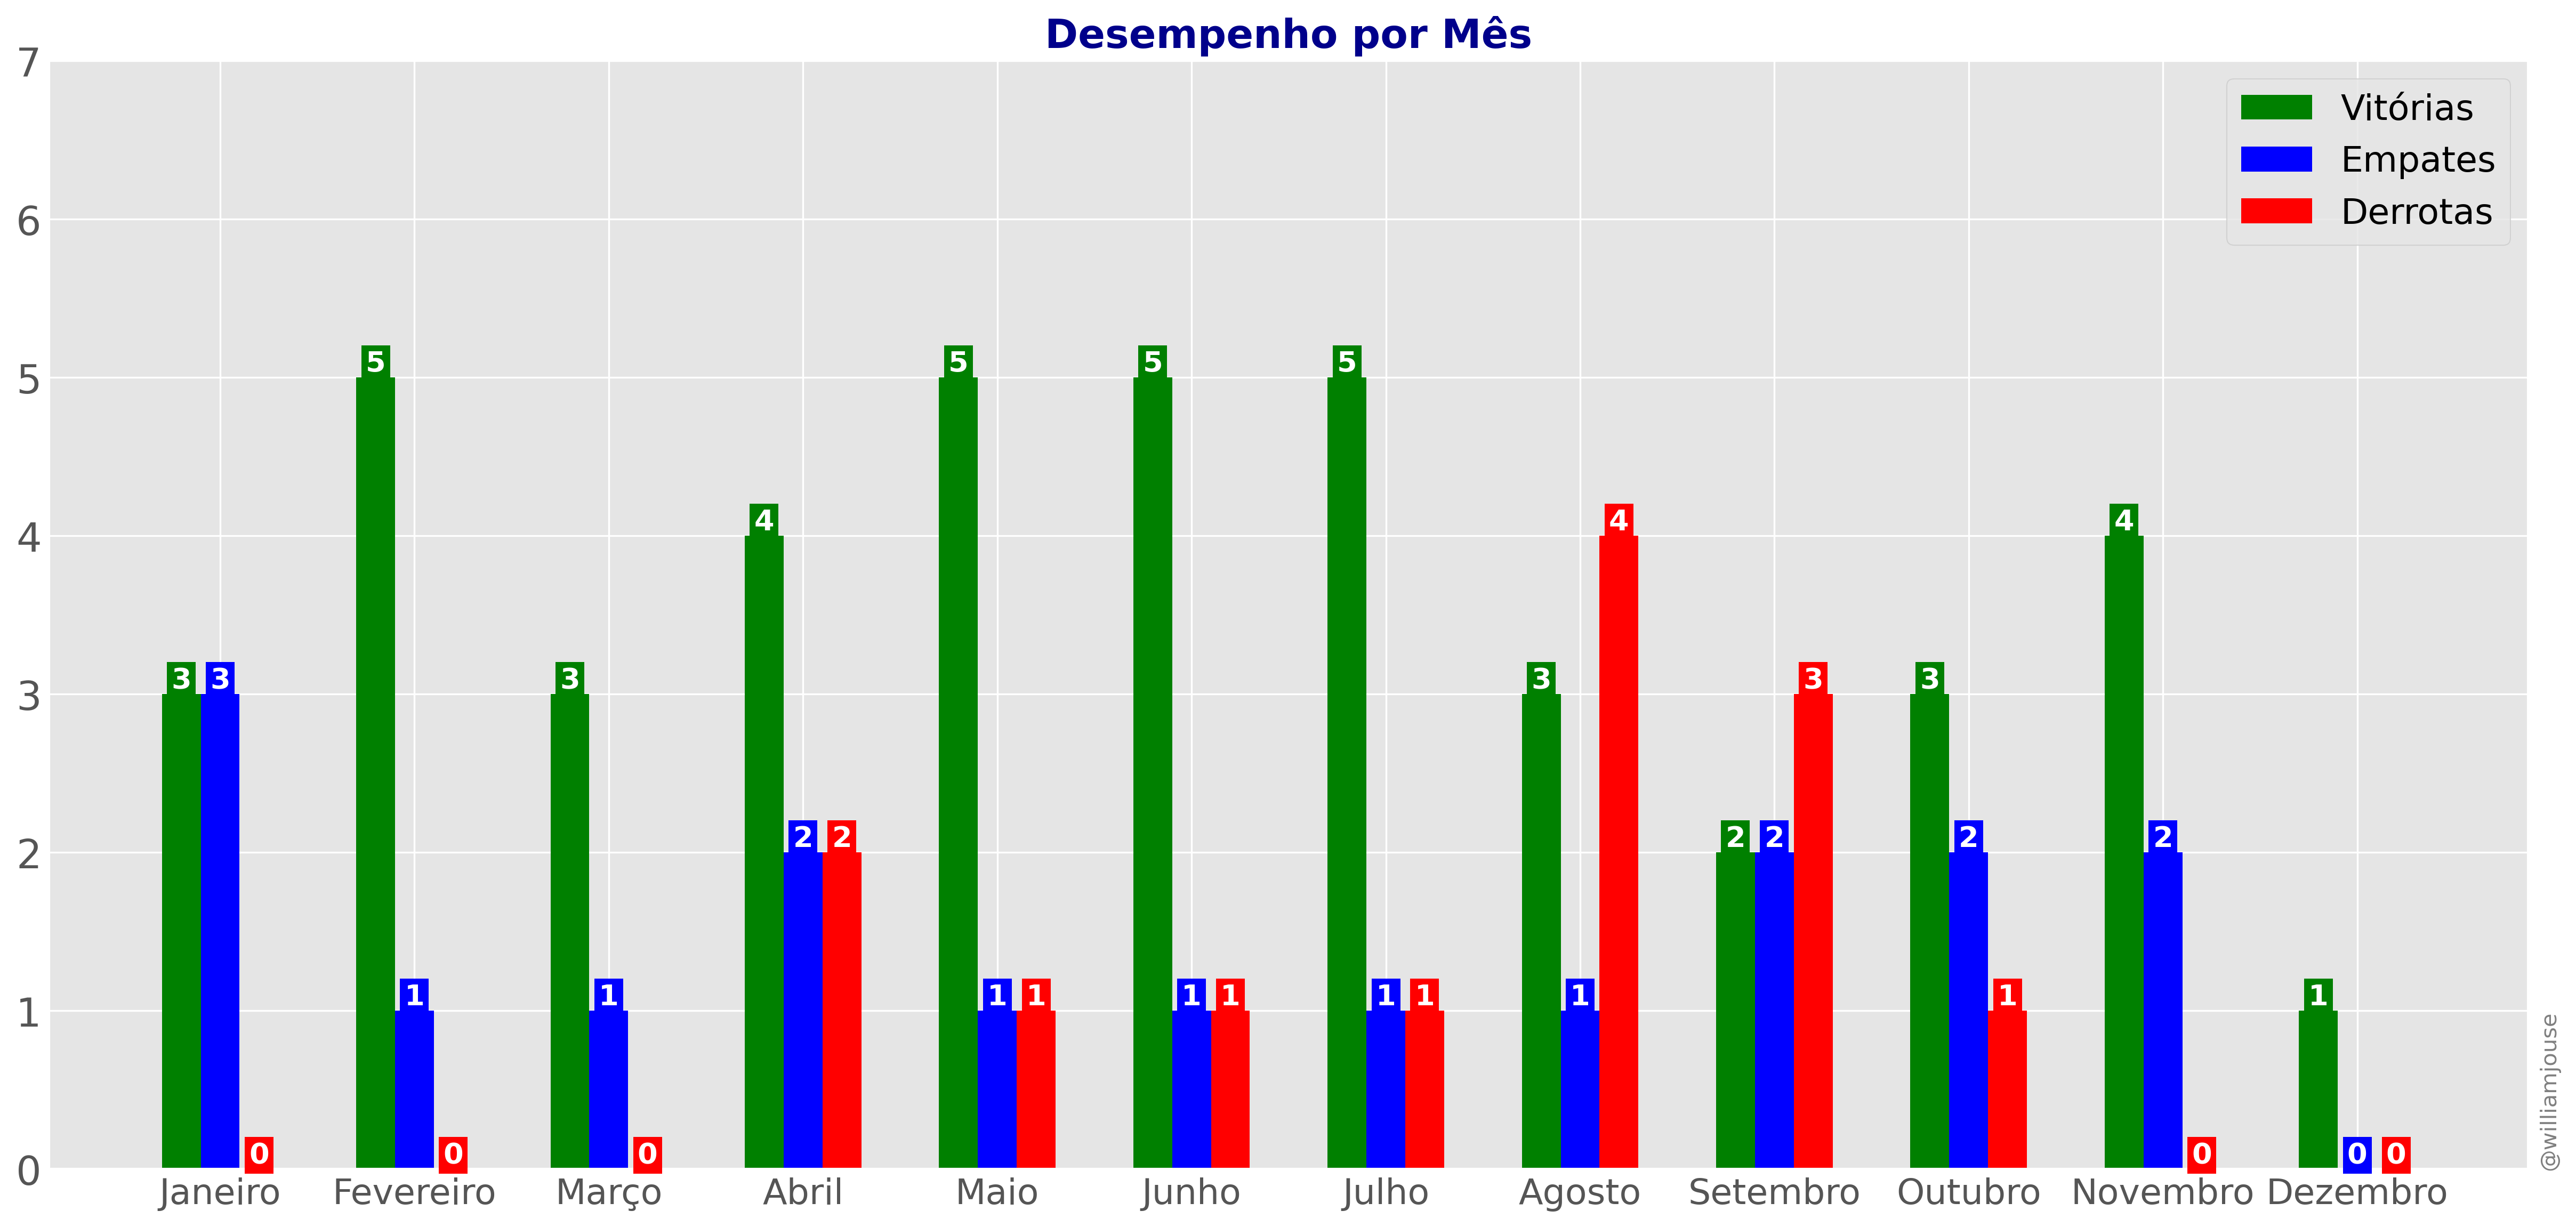 Desempenho por Mês
7
6
5
4
3
2
1
0
Vitórias
Empates
Derrotas
3 3 0
5 1 0
3 1 0
4 2 2
5 1 1
5 1 1
5 1 1
3 1 4
2 2 3
3 2 1
4 2 0
1 0 0
Janeiro Fevereiro Março Abril Maio Junho Julho Agosto Setembro Outubro Novembro Dezembro
@williamjouse